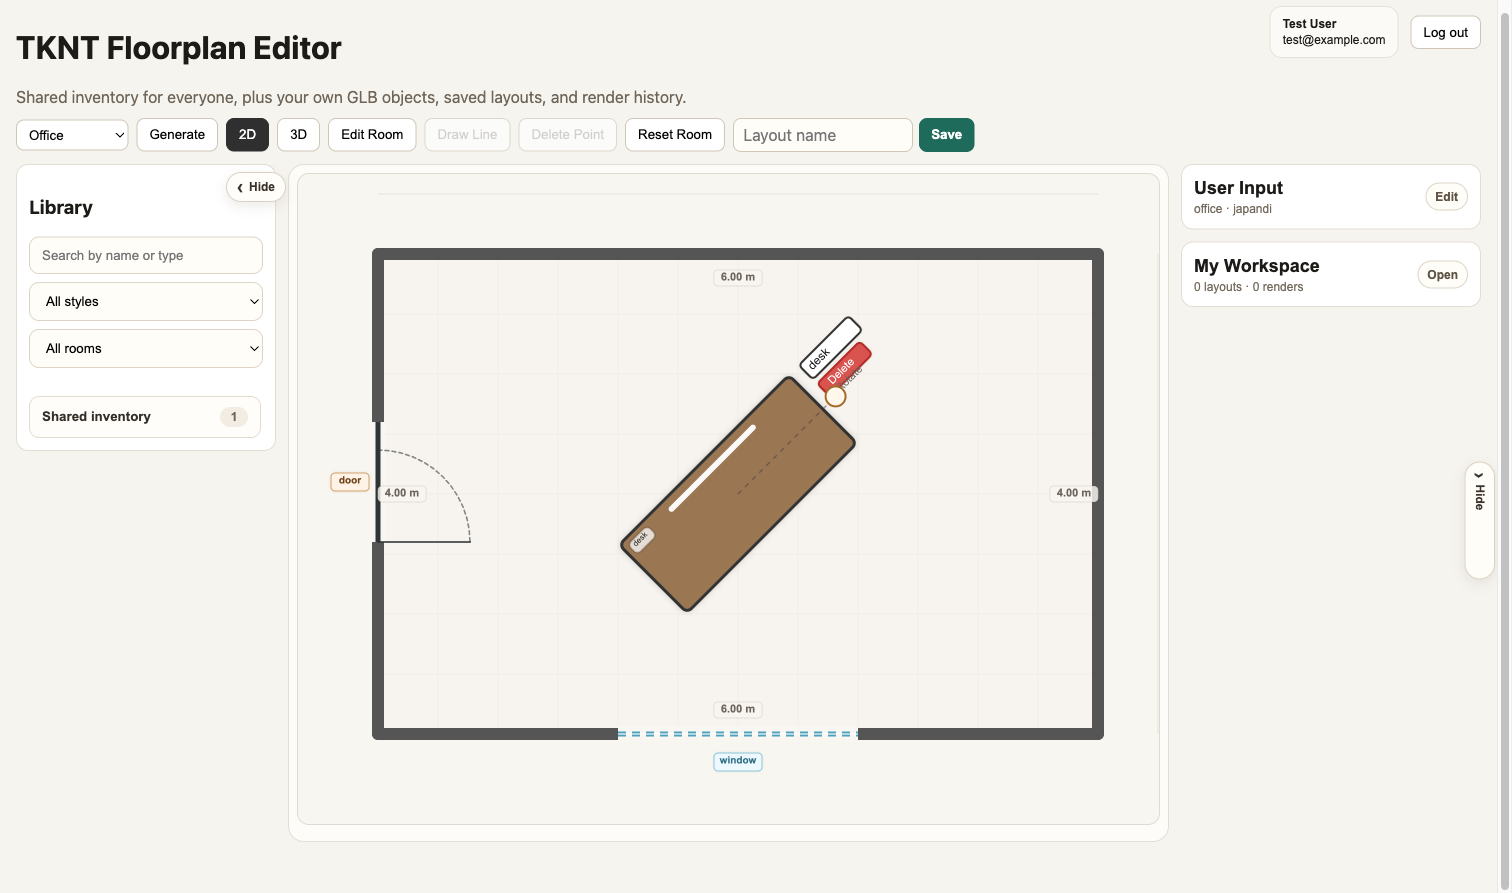 TKNT Floorplan Editor
Test User
test@example.com
Log out
Shared inventory for everyone, plus your own GLB objects, saved layouts, and render history.
Office
Generate
2D
3D
Edit Room
Draw Line
Delete Point
Reset Room
Layout name
Save
Hide
Library
Search by name or type
All styles
All rooms
Shared inventory
1
6.00 m
desk
Delete
Rotate
door
4.00 m
4.00 m
desk
6.00 m
window
User Input
office · japandi
Edit
My Workspace
0 layouts · 0 renders
Open
Hide